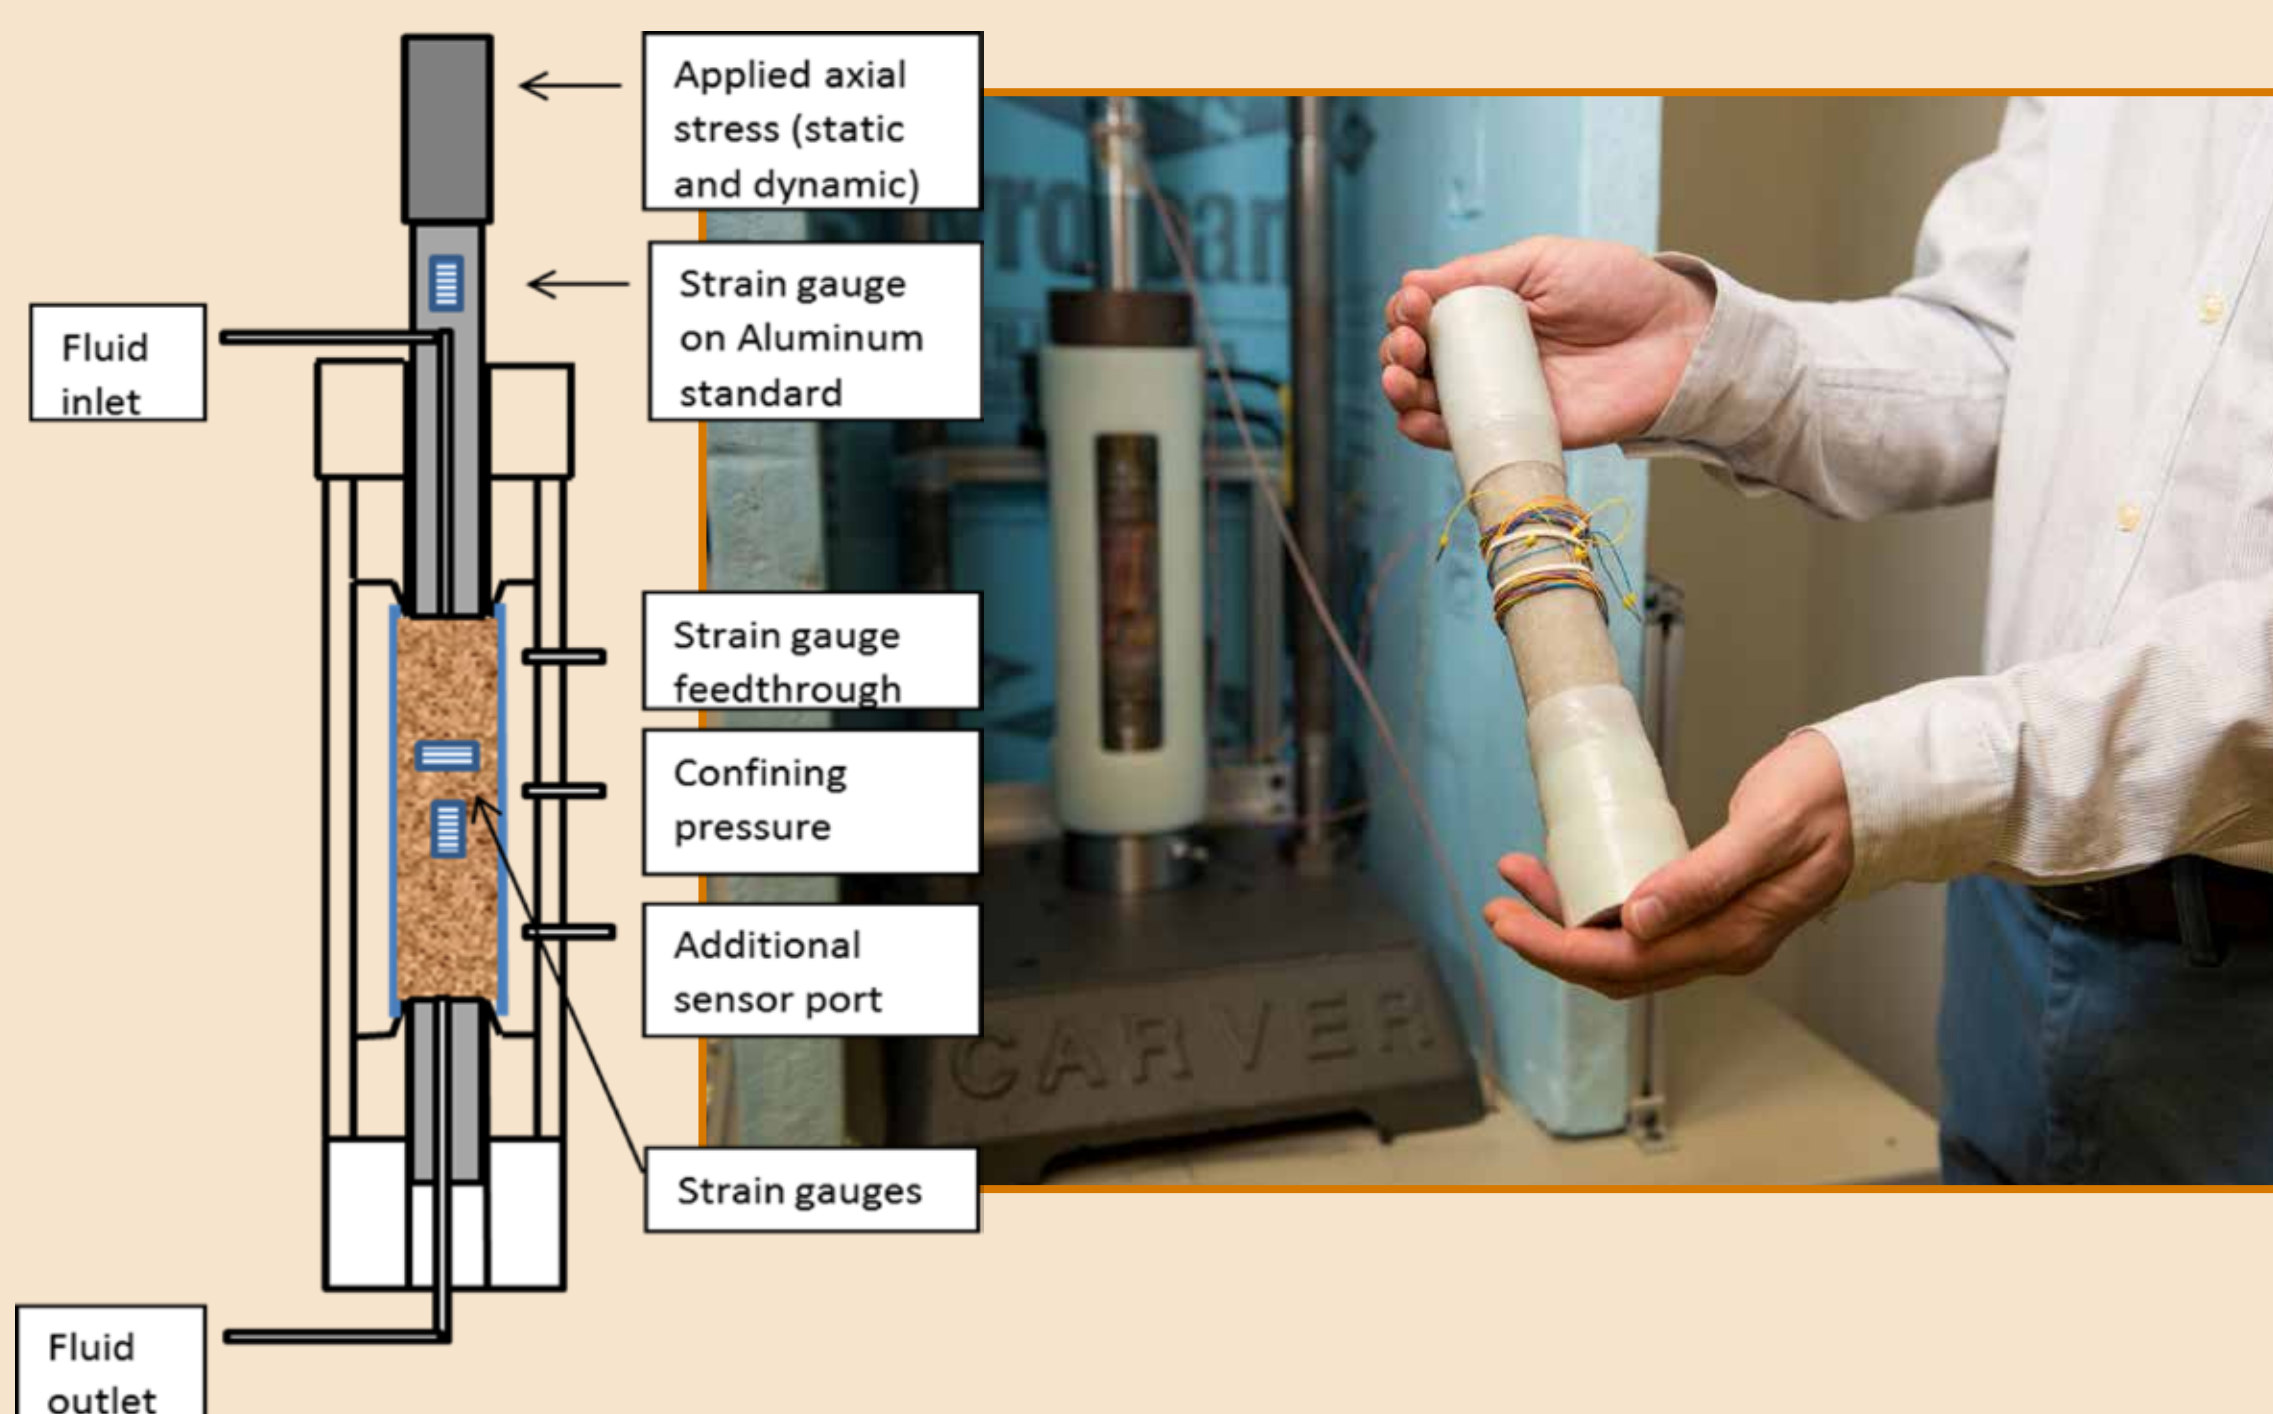 Applied axial
stress (static
and dynamic)
Strain gauge
on Aluminum
standard
Fluid
inlet
Strain gauge
feedthrough
Confining
pressure
Additional
sensor port
Strain gauges
Fluid
outlet
CARVER